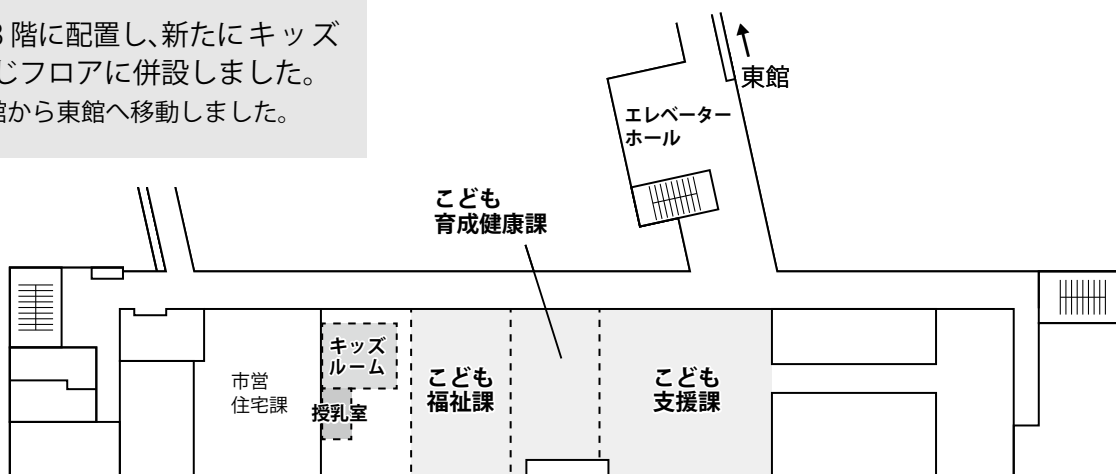 3 階に配置し、新たにキッズ
じフロアに併設しました。
館から東館へ移動しました。
東館
エレベーター
ホール
こども
育成健康課
キッズ
ルーム
市営
住宅課
授乳室
こども
福祉課
こども
支援課